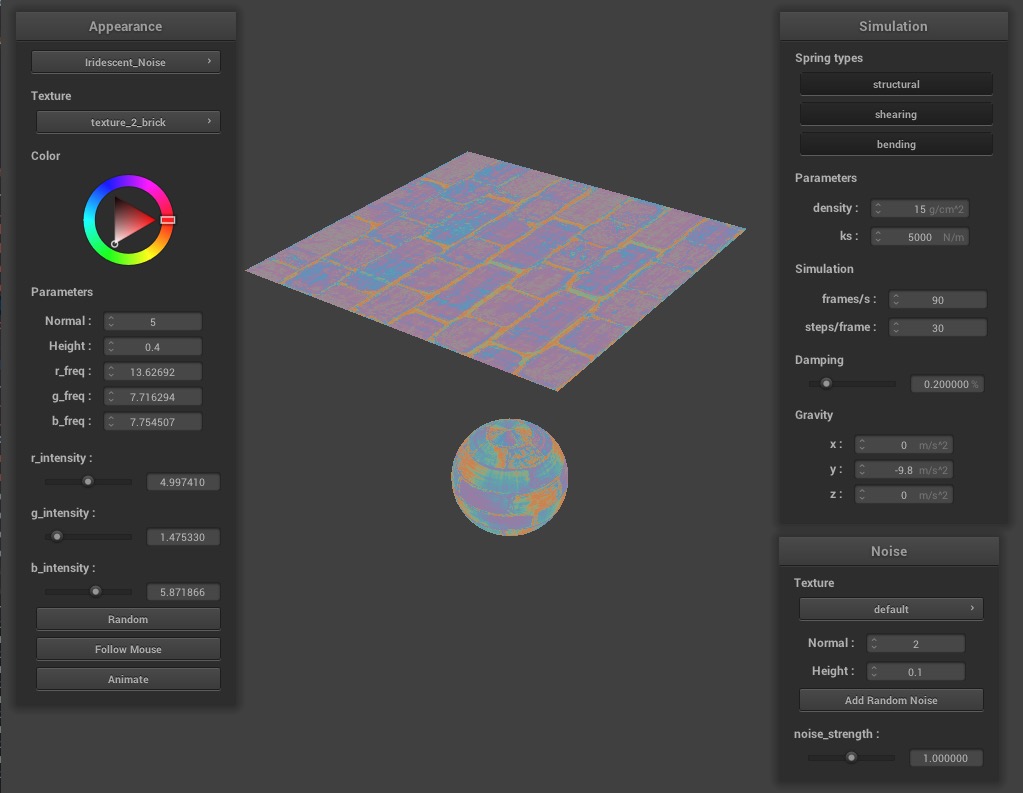 Appearance
Iridescent_Noise
Texture
texture_2_brick
Color
Parameters
Normal : 5
Height : 0.4
r_freq : 13.62692
g_freq : 7.716294
b_freq : 7.754507
r_intensity :
4.997410
g_intensity :
1.475330
b_intensity :
5.871866
Random
Follow Mouse
Animate
Simulation
Spring types
structural
shearing
bending
Parameters
density : 15 g/cm^2
ks : 5000 N/m
Simulation
frames/s : 90
steps/frame : 30
Damping
0.200000 %
Gravity
x : 0 m/s^2
y : -9.8 m/s^2
z : 0 m/s^2
Noise
Texture
default
Normal : 2
Height : 0.1
Add Random Noise
noise_strength :
1.000000